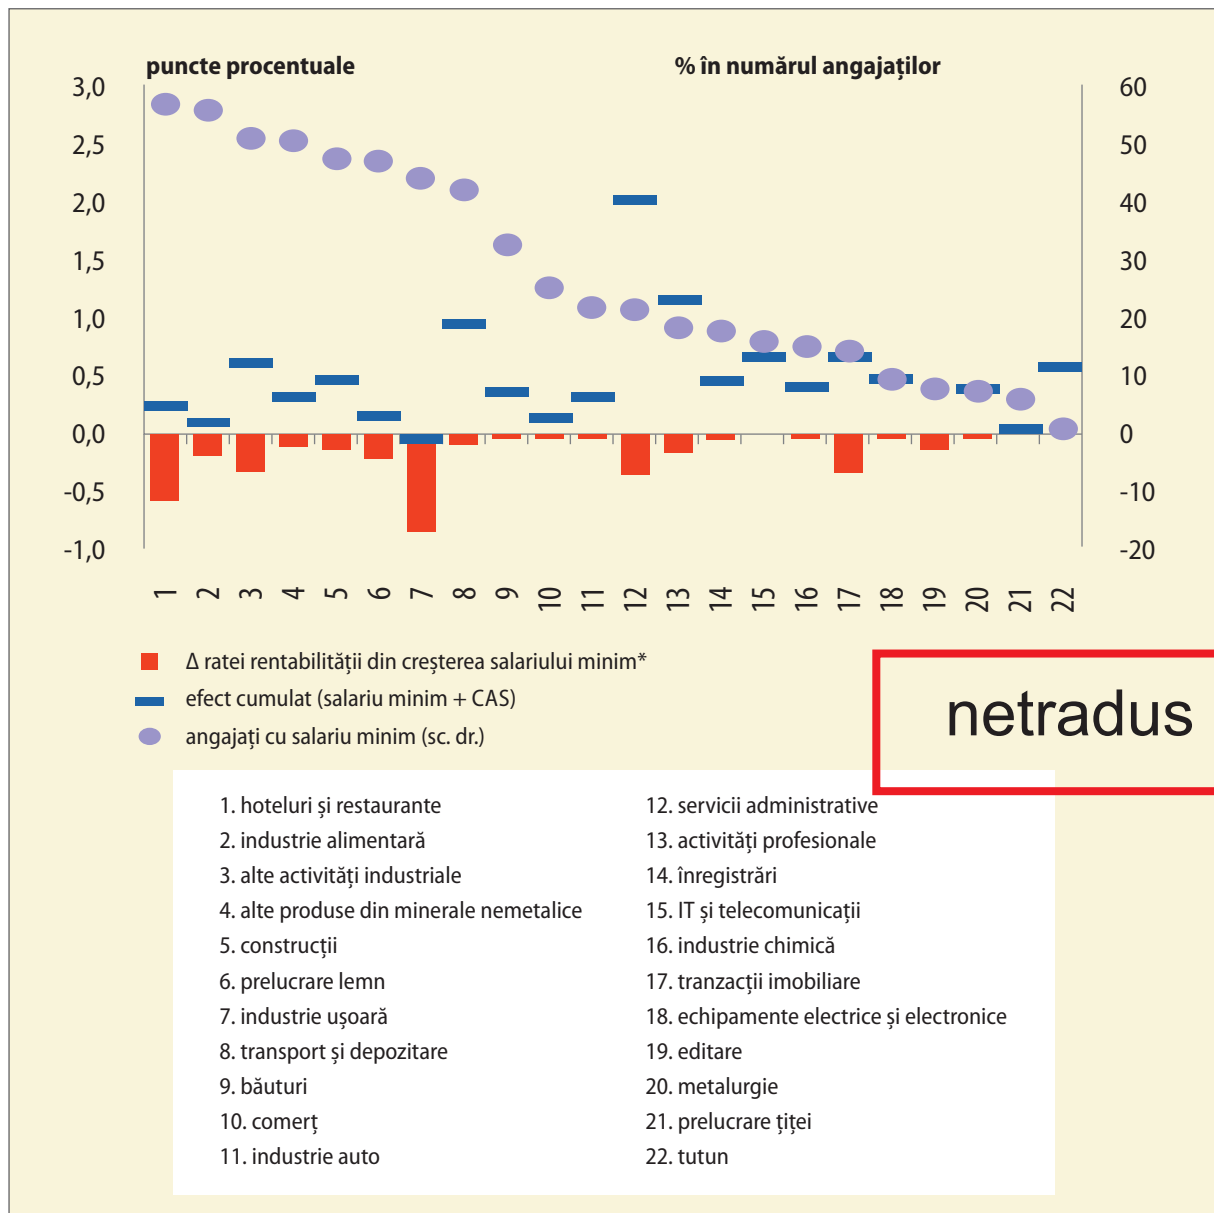 puncte procentuale
% în numărul angajaților
3,0
2,5
2,0
1,5
1,0
0,5
0,0
-0,5
-1,0
60
50
40
30
20
10
0
-10
-20
1 2 3 4 5 6 7 8 9 10 11 12 13 14 15 16 17 18 19 20 21 22
Δ ratei rentabilității din creșterea salariului minim*
efect cumulat (salariu minim + CAS)
angajați cu salariu minim (sc. dr.)
netradus
1. hoteluri și restaurante
2. industrie alimentară
3. alte activități industriale
4. alte produse din minerale nemetalice
5. construcții
6. prelucrare lemn
7. industrie ușoară
8. transport și depozitare
9. băuturi
10. comerț
11. industrie auto
12. servicii administrative
13. activități profesionale
14. înregistrări
15. IT și telecomunicații
16. industrie chimică
17. tranzacții imobiliare
18. echipamente electrice și electronice
19. editare
20. metalurgie
21. prelucrare țiței
22. tutun